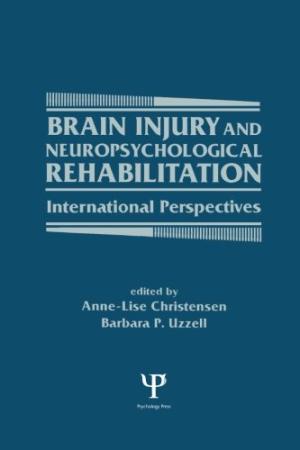 BRAIN INJURY AND
NEUROPSYCHOLOGICAL
REHABILITATION
International Perspectives
edited by
Anne-Lise Christensen
Barbara P. Uzzell
Psychology Press